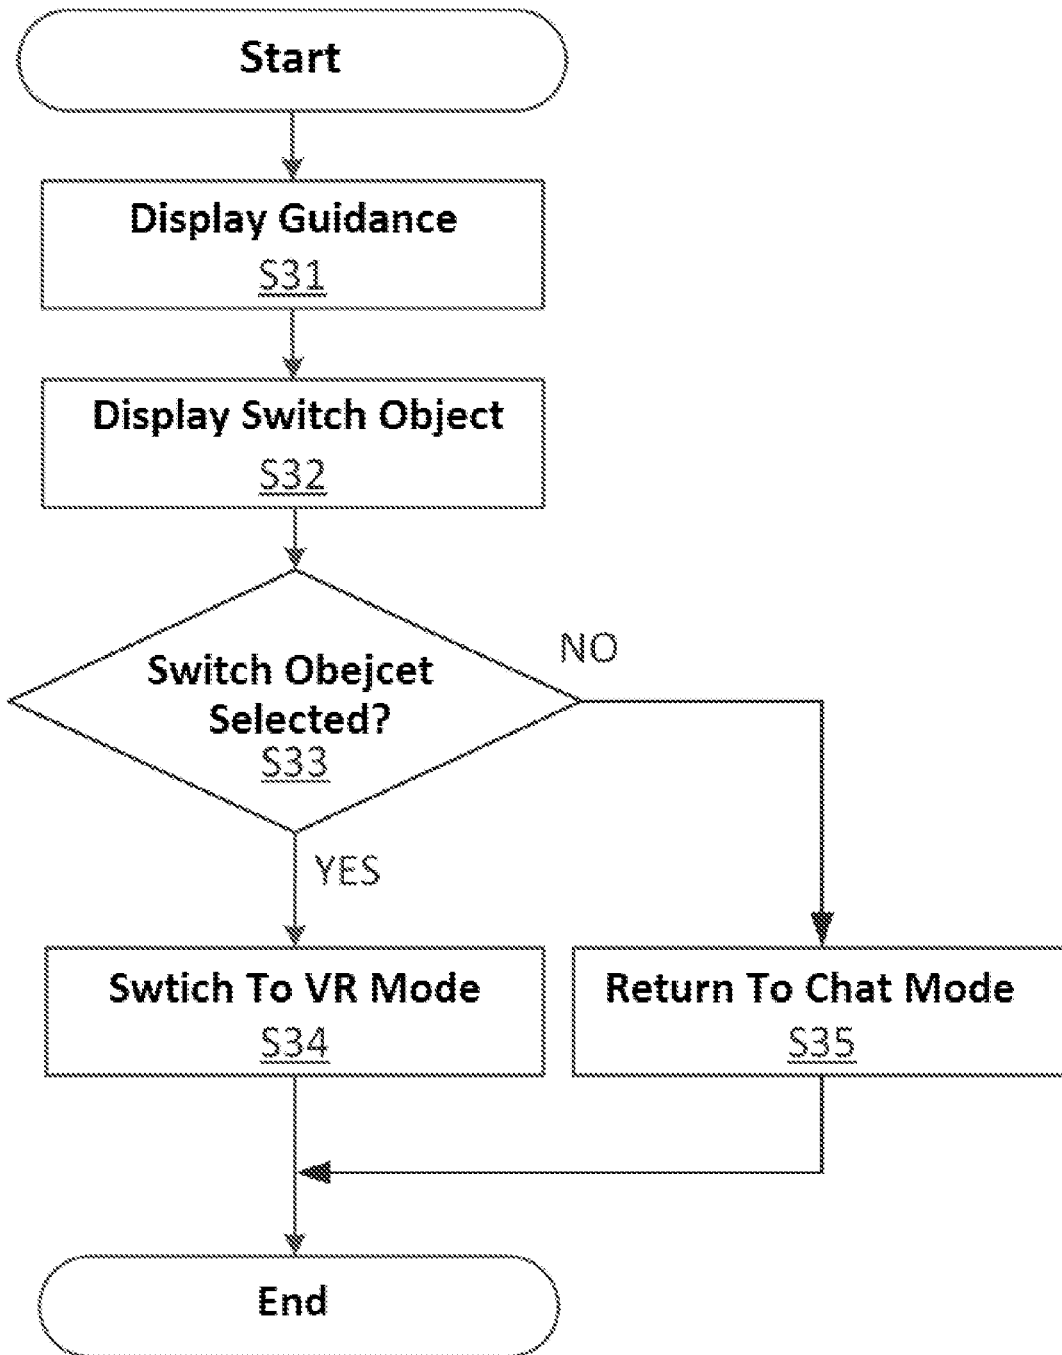 Start
Display Guidance
S31
Display Switch Object
S32
Switch Obejcet
Selected?
S33
NO
YES
Swtich To VR Mode
S34
Return To Chat Mode
S35
End